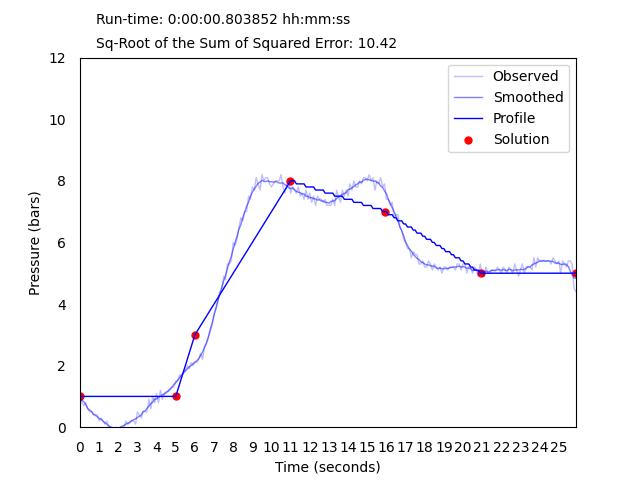 Run-time: 0:00:00.803852 hh:mm:ss
Sq-Root of the Sum of Squared Error: 10.42
12
10
8
6
4
2
0
Pressure (bars)
Observed
Smoothed
Profile
Solution
0 1 2 3 4 5 6 7 8 9 10 11 12 13 14 15 16 17 18 19 20 21 22 23 24 25
Time (seconds)